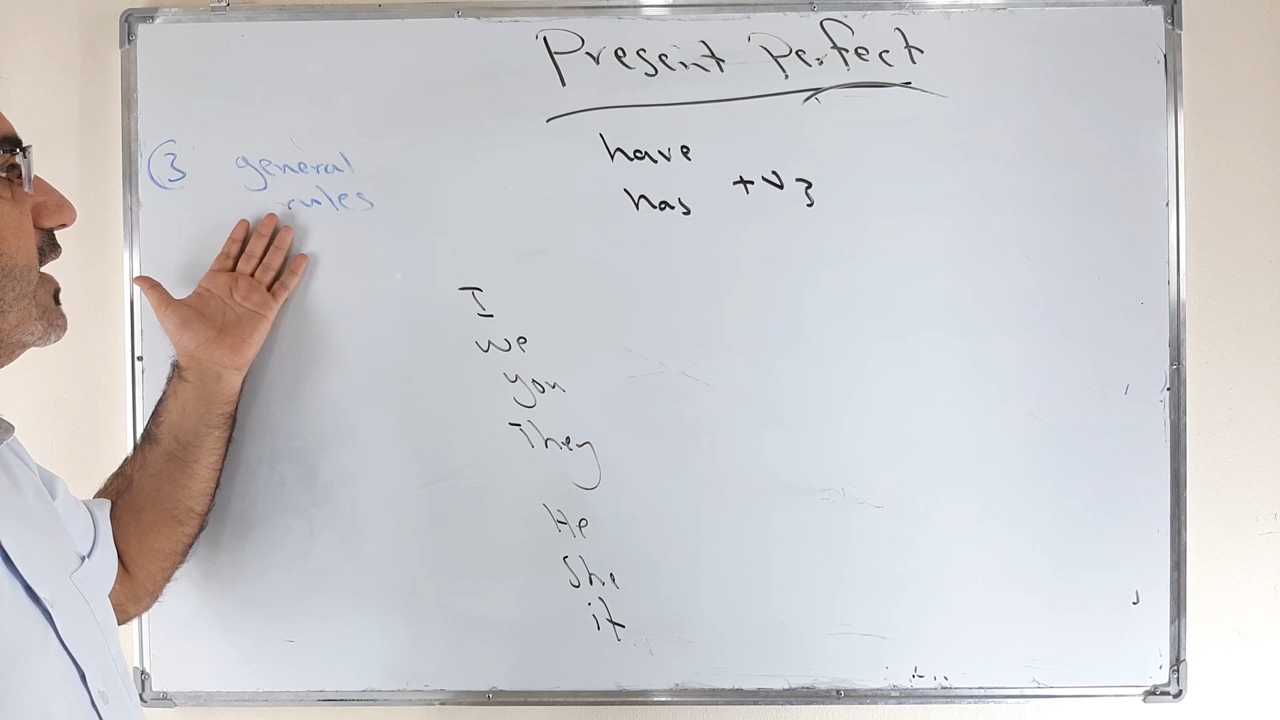 Present Perfect
③ general
rules
have
has + V3
I
we
you
They
He
She
it